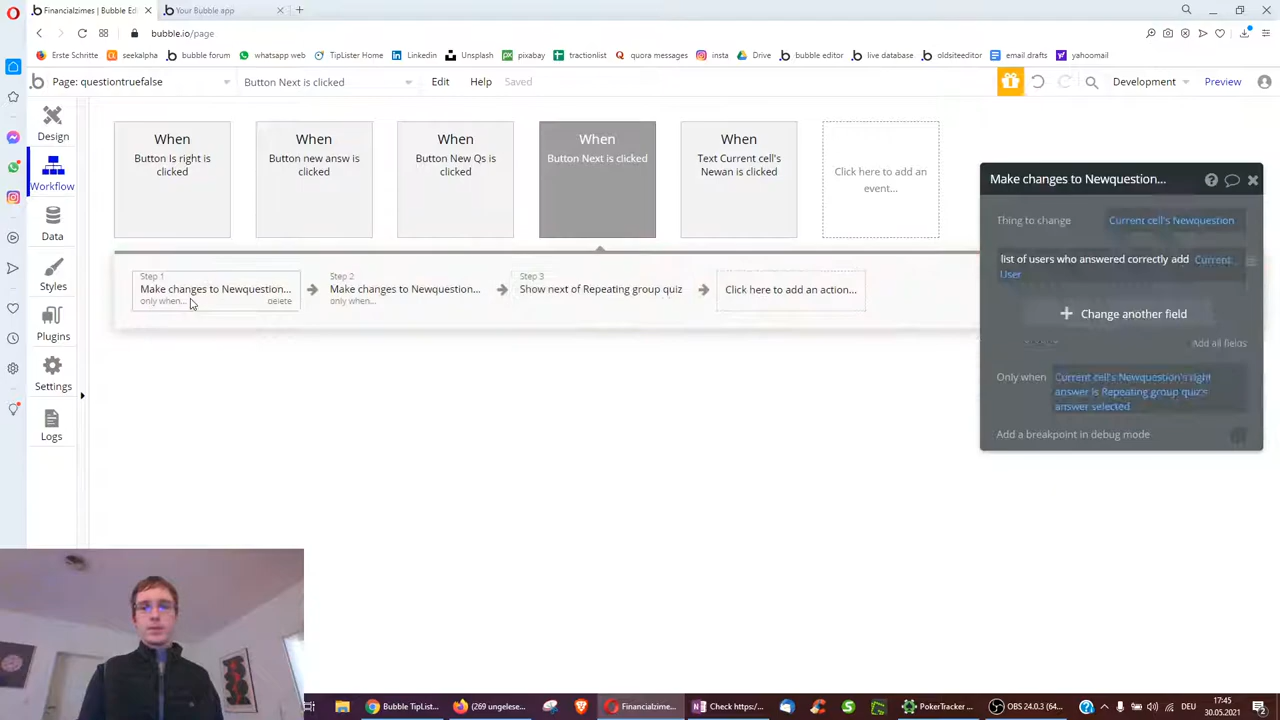 Financialzimes | Bubble Ed
Your Bubble app
bubble.io/page
Erste Schritte
seekalpha
bubble forum
whatsapp web
TipLister Home
Linkedin
Unsplash
pixabay
tractionlist
quora messages
insta
Drive
bubble editor
live database
oldsiteeditor
email drafts
yahoomail
Page: questiontruefalse
Button Next is clicked
Edit
Help
Saved
Development
Preview
Design
Workflow
Data
Styles
Plugins
Settings
Logs
When
Button Is right is
clicked
When
Button new answ is
clicked
When
Button New Qs is
clicked
When
Button Next is clicked
When
Text Current cell's
Newan is clicked
Click here to add an
event...
Step 1
Make changes to Newquestion...
only when...
delete
Step 2
Make changes to Newquestion...
only when...
Step 3
Show next of Repeating group quiz
Click here to add an action...
Make changes to Newquestion...
Thing to change
Current cell's Newquestion
list of users who answered correctly add Current
User
Change another field
Add all fields
Only when
Current cell's Newquestion's right
answer is Repeating group quiz's
answer selected
Add a breakpoint in debug mode
Bubble TipList...
(269 ungelese...
Financialzime...
Check https:/...
PokerTracker ...
OBS 24.0.3 (64...
DEU
17:45
30.05.2021
2